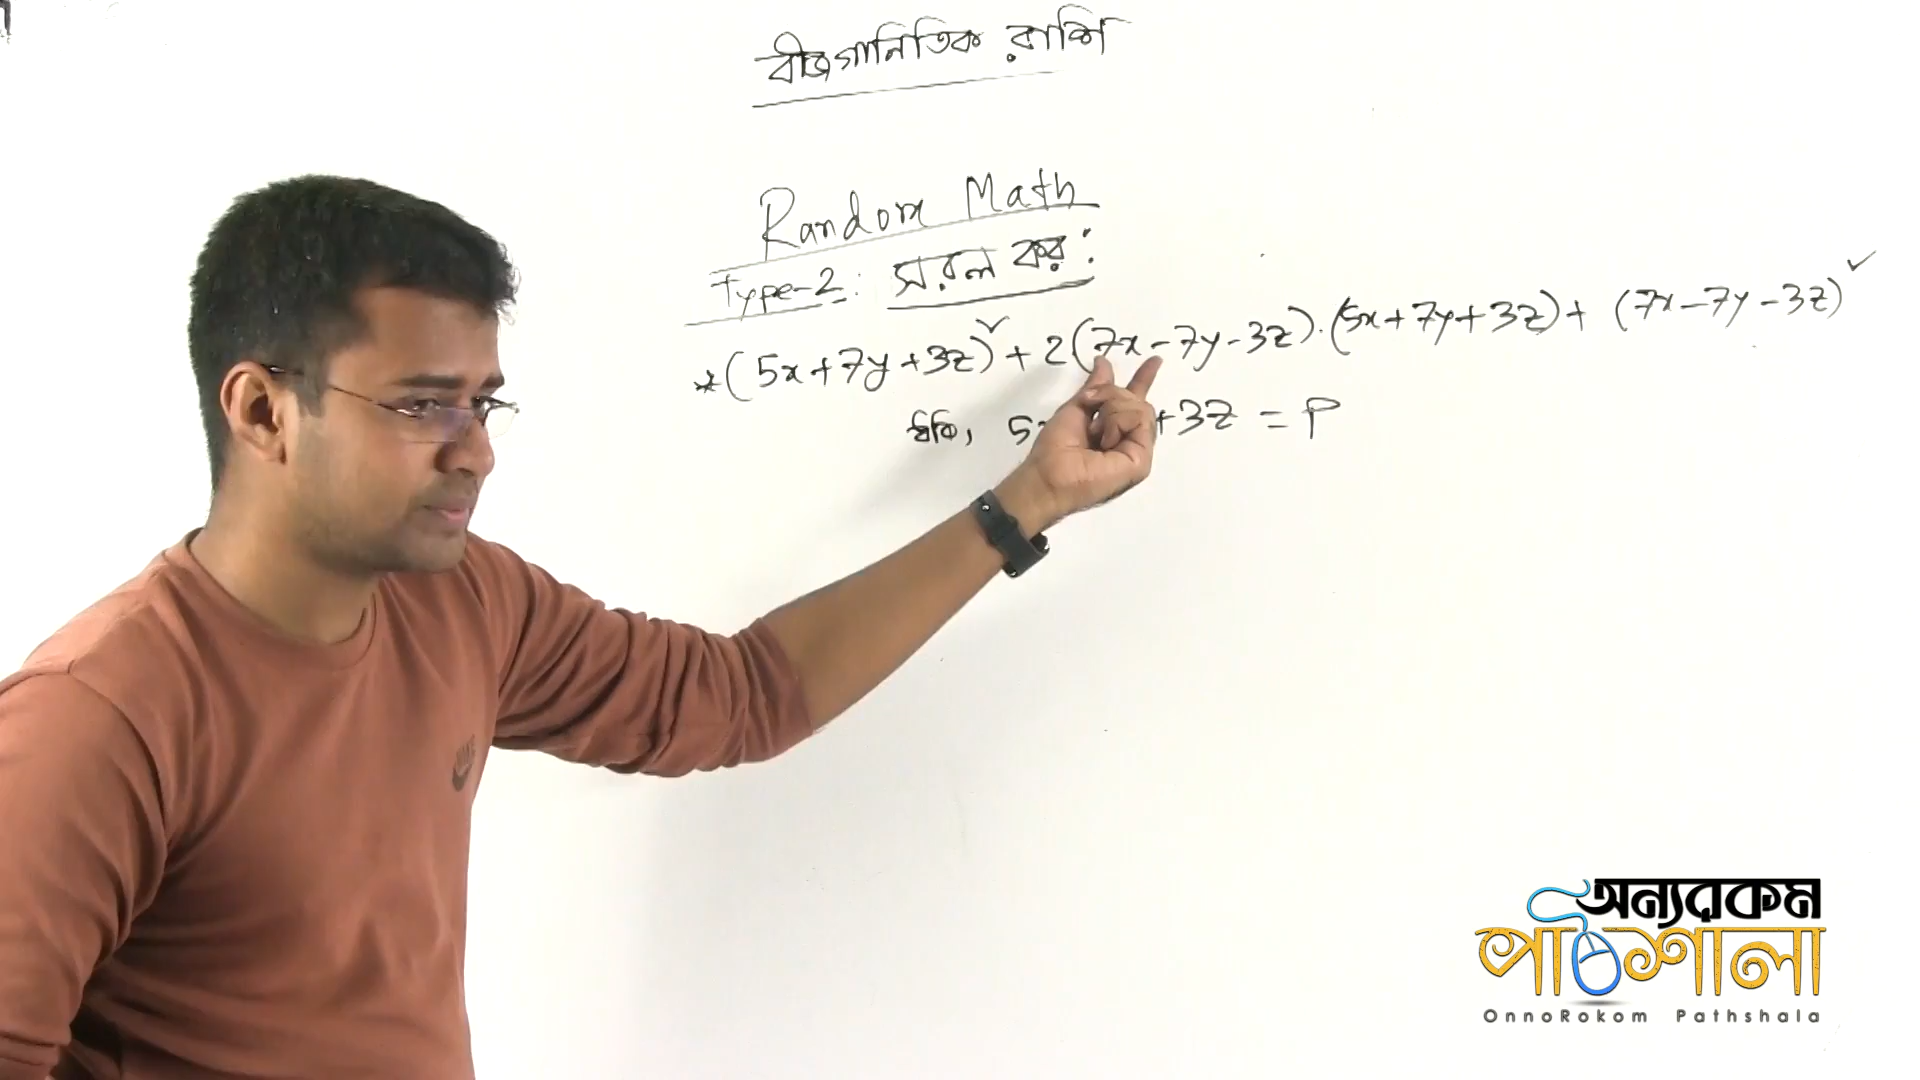 বীজগানিতিক রাশি
Random Math
Type-2: সরল কর:
*(5x+7y+3z)² + 2(7x-7y-3z).(5x+7y+3z)+(7x-7y-3z)²
ধরি, 5x +3z = P
অন্যরকম
পাঠশালা
OnnoRokom Pathshala